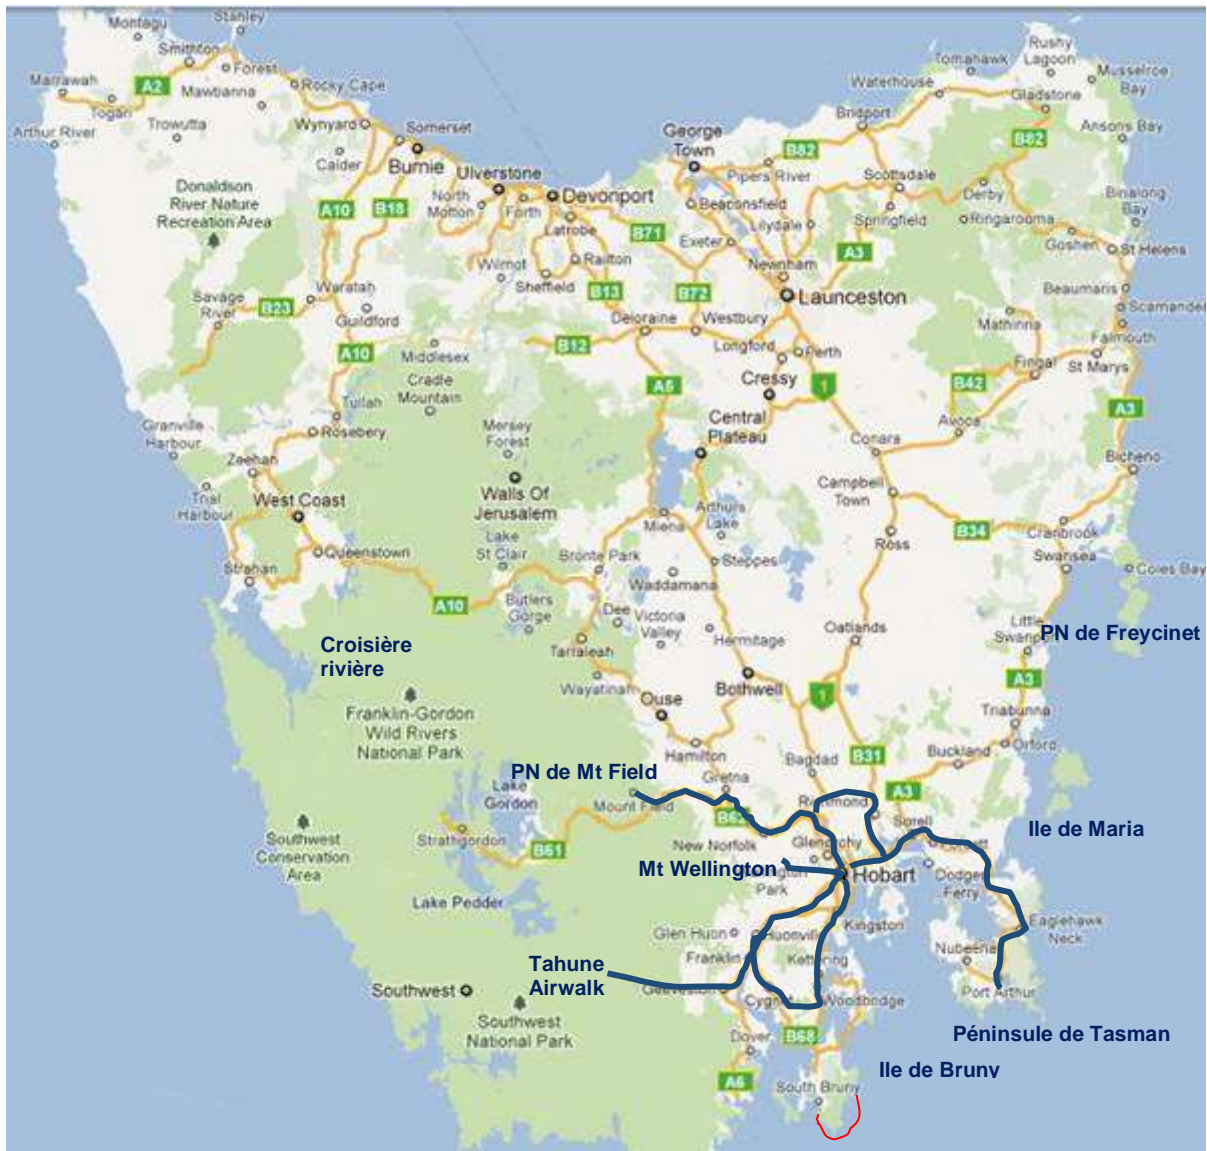 Stanley
Montagu
Smithton
Forest
Marrawah
A2
Rocky Cape
Togari
Mawbanna
Arthur River
Trowutta
Wynyard
Somerset
Calder
Burnie
Ulverstone
Devonport
Donaldson
River Nature
Recreation Area
North
Motton
Forth
Latrobe
A10
B18
B71
Railton
Wilmot
Sheffield
B13
B72
Savage
River
B23
Waratah
Guildford
Deloraine
Westbury
B12
A10
Middlesex
Cradle
Mountain
A5
Tullah
Granville
Harbour
Rosebery
Mersey
Forest
Central
Plateau
Zeehan
Trial
Harbour
West Coast
Walls Of
Jerusalem
Queenstown
Lake
St Clair
Bronte Park
Miena
Arthurs
Lake
Steppes
Strahan
A10
Butlers
Gorge
Waddamana
Dee
Victoria
Valley
Hermitage
Tarraleah
Wayatinah
Rushy
Lagoon
Tomahawk
Waterhouse
Musselroe
Bay
Gladstone
Bridport
George
Town
B82
B82
Ansons Bay
Pipers River
Scottsdale
Derby
Beaconsfield
Lilydale
Springfield
Ringarooma
Binalong
Bay
Exeter
A3
Goshen
St Helens
Newnham
Launceston
Beaumaris
Scamander
Mathinna
Falmouth
Longford
Perth
Fingal
St Marys
Cressy
1
B42
A3
Avoca
Conara
Bicheno
Campbell
Town
Ross
B34
Cranbrook
Swansea
Coles Bay
Oatlands
Little
PN de Freycinet
Croisière
rivière
Franklin-Gordon
Wild Rivers
National Park
Ouse
Bothwell
1
A3
Triabunna
Orford
Buckland
Hamilton
Bagdad
B31
PN de Mt Field
Gretna
Lake
Gordon
Mount Field
Richmond
A3
Sorell
Ile de Maria
Southwest
Conservation
Area
Strathgordon
B61
New Norfolk
Glenorchy
Mt Wellington
Park
Hobart
Dodges
Ferry
Lake Pedder
Kingston
Eaglehawk
Neck
Glen Huon
Huonville
Nubeena
Franklin
Kettering
Tahune
Airwalk
Geeveston
Port Arthur
Southwest
Cygnet
Woodbridge
Southwest
National Park
Dover
B68
Péninsule de Tasman
Ile de Bruny
A6
South Bruny